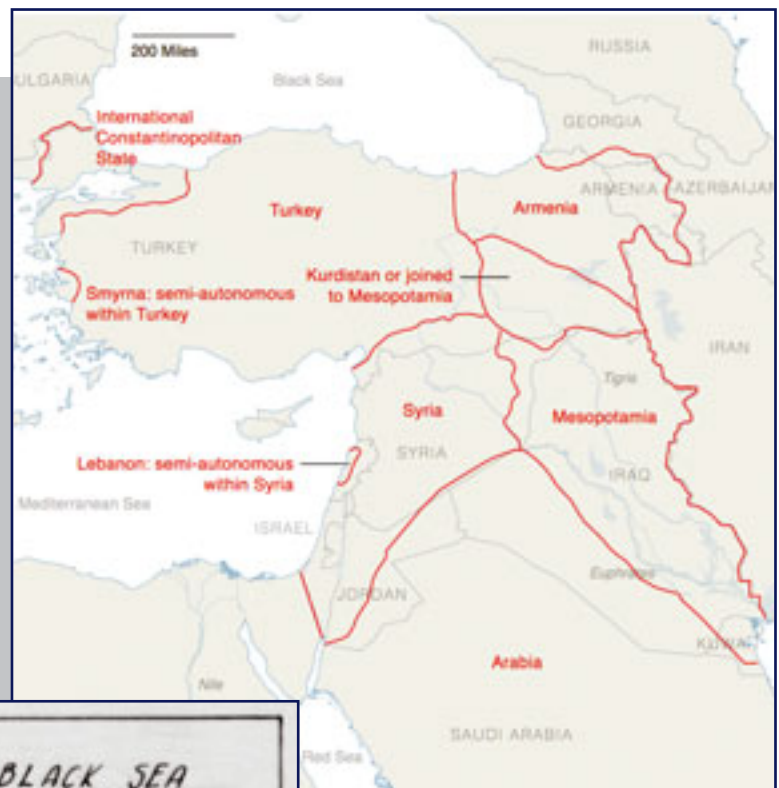 200 Miles
RUSSIA
ULGARIA
Black Sea
International
Constantinopolitan
State
GEORGIA
ARMENIA
AZERBAIJAN
Turkey
Armenia
TURKEY
Kurdistan or joined
to Mesopotamia
Smyrna: semi-autonomous
within Turkey
IRAN
Tigris
Syria
Mesopotamia
SYRIA
Lebanon: semi-autonomous
within Syria
IRAQ
Mediterranean Sea
ISRAEL
Euphrates
JORDAN
KUWA
Arabia
Nile
SAUDI ARABIA
Red Sea
BLACK SEA